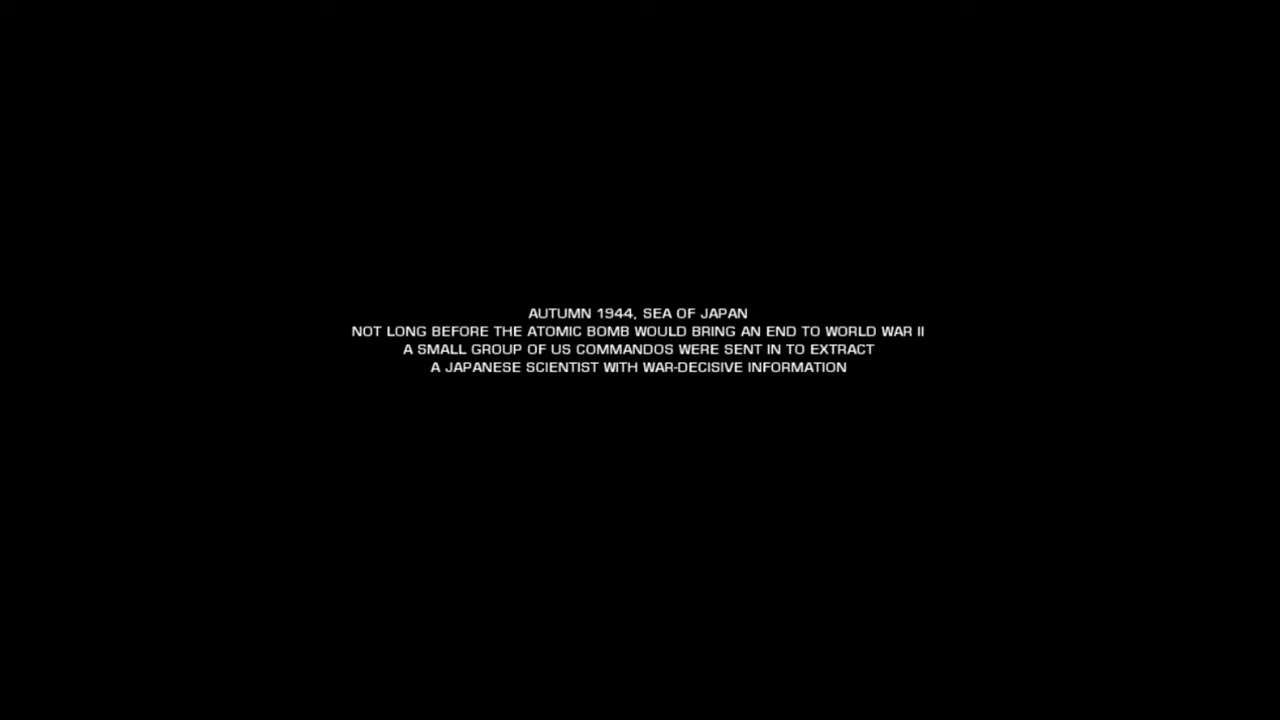 AUTUMN 1944, SEA OF JAPAN
NOT LONG BEFORE THE ATOMIC BOMB WOULD BRING AN END TO WORLD WAR II
A SMALL GROUP OF US COMMANDOS WERE SENT IN TO EXTRACT
A JAPANESE SCIENTIST WITH WAR-DECISIVE INFORMATION